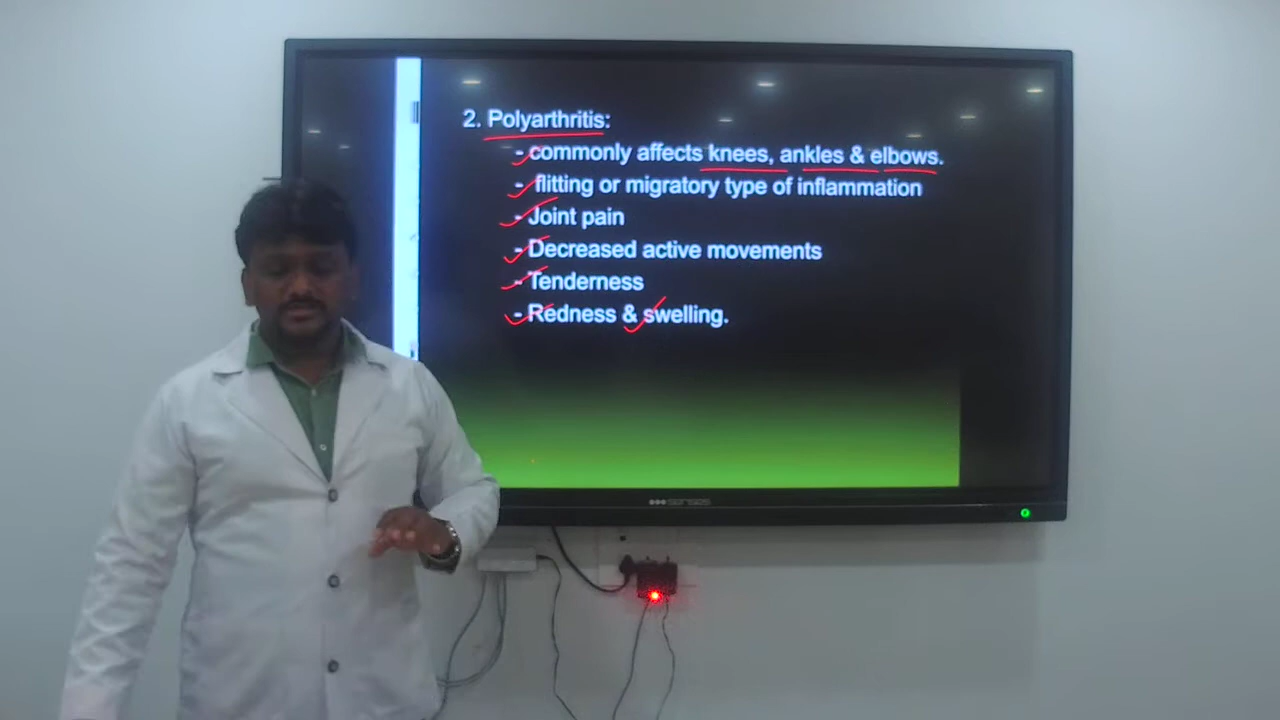 2. Polyarthritis:
- commonly affects knees, ankles & elbows.
- flitting or migratory type of inflammation
- Joint pain
- Decreased active movements
- Tenderness
- Redness & swelling.
senses